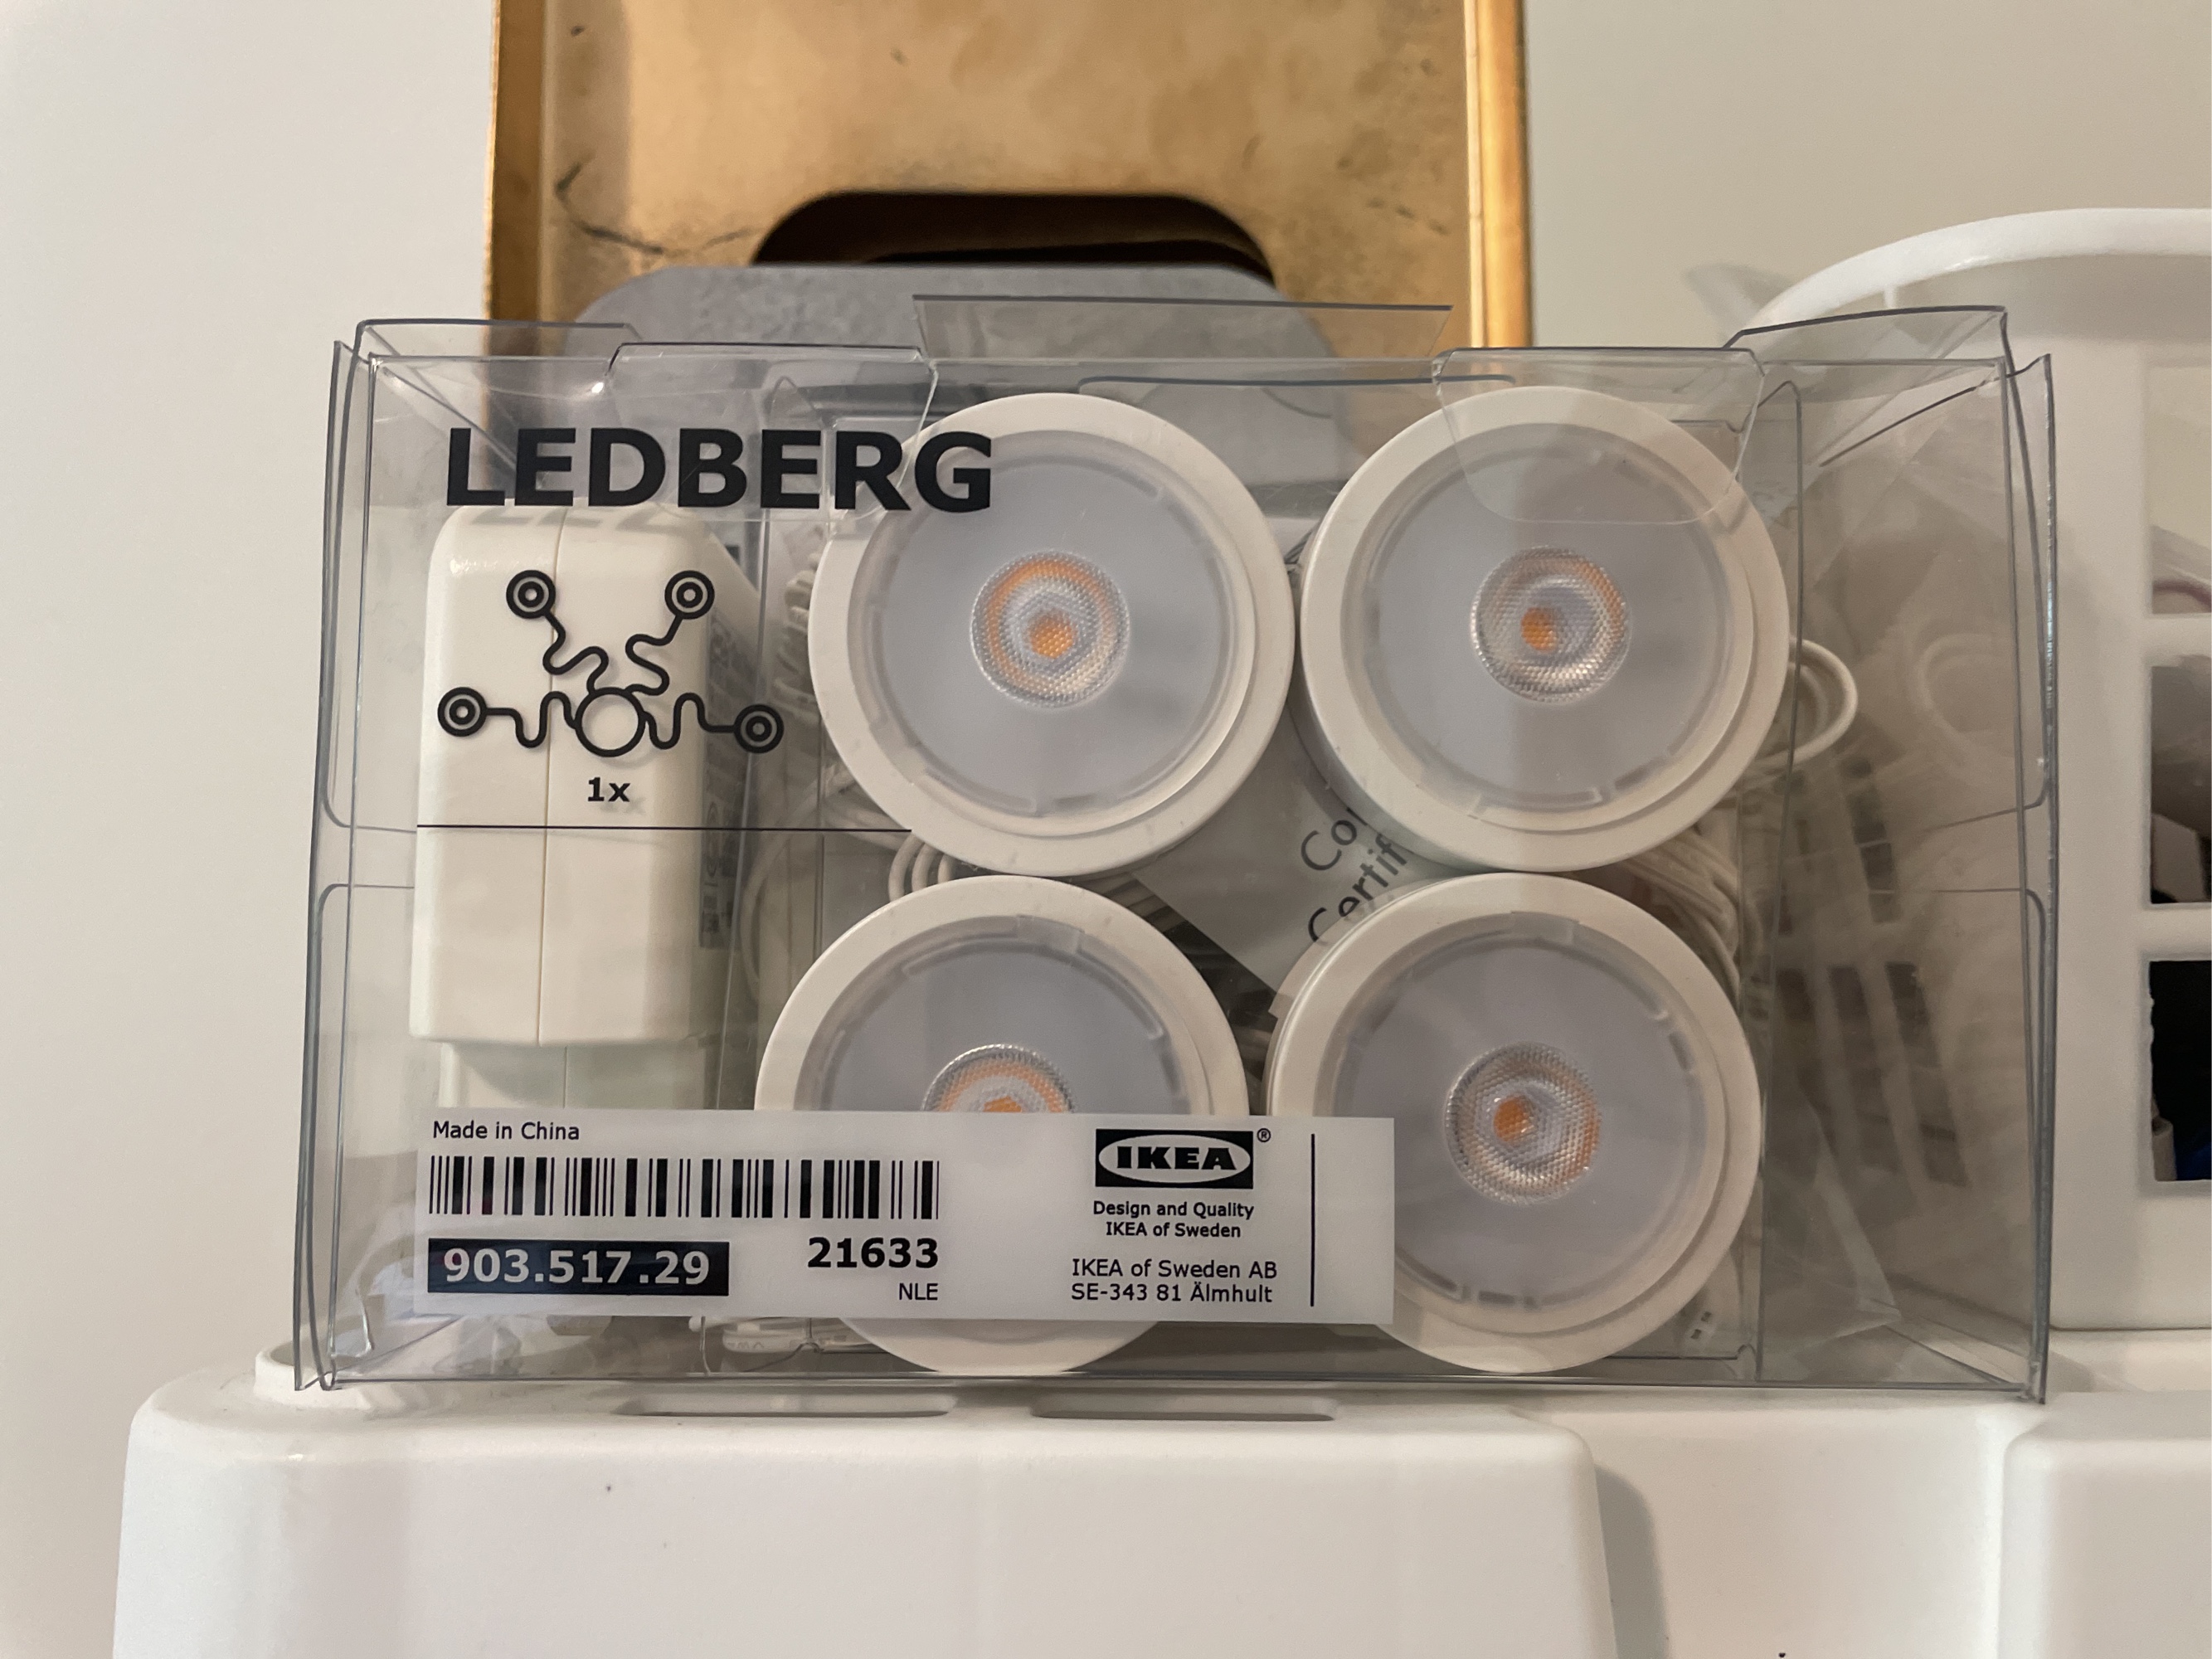 LEDBERG
1x
Made in China
903.517.29
21633
NLE
IKEA®
Design and Quality
IKEA of Sweden
IKEA of Sweden AB
SE-343 81 Älmhult